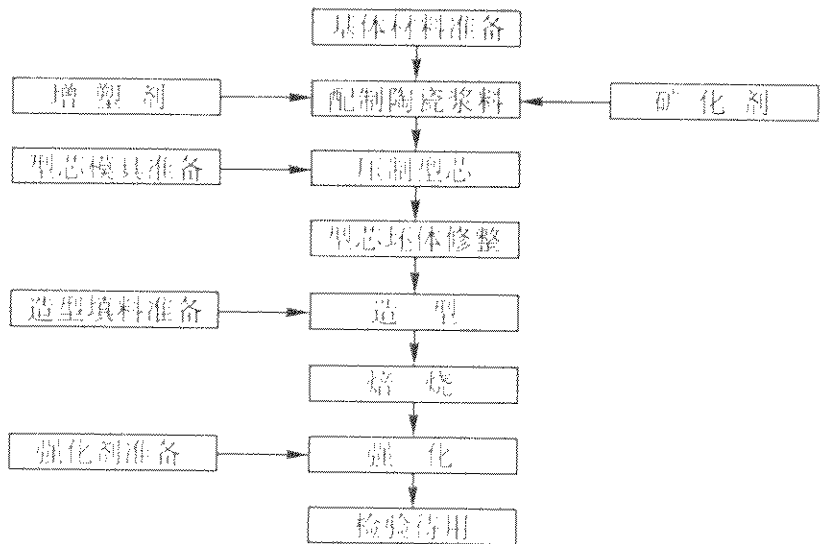 基体材料准备
增塑剂
配制陶瓷浆料
矿化剂
型芯模具准备
压制型芯
型芯坯体修整
造型填料准备
造型
焙烧
强化剂准备
强化
检验待用